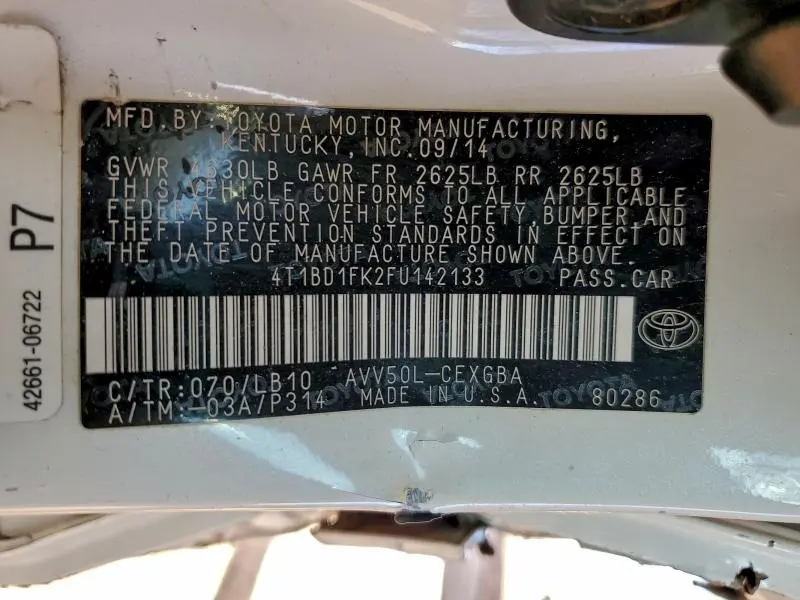 MFD.BY TOYOTA MOTOR MANUFACTURING,
KENTUCKY, INC.09/14
GVWR GAWR FR 2625LB RR 2625LB
THIS VEHICLE CONFORMS TO ALL APPLICABLE
FEDERAL MOTOR VEHICLE SAFETY,BUMPER AND
THEFT PREVENTION STANDARDS IN EFFECT ON
THE DATE OF MANUFACTURE SHOWN ABOVE.
4T1BD1FK2FU142133 PASS.CAR
C/TR:070/LB10 AVV50L-CEXGBA
A/TM:-03A/P314 MADE IN U.S.A. 80286
P7
42661-06722
TOYOTA